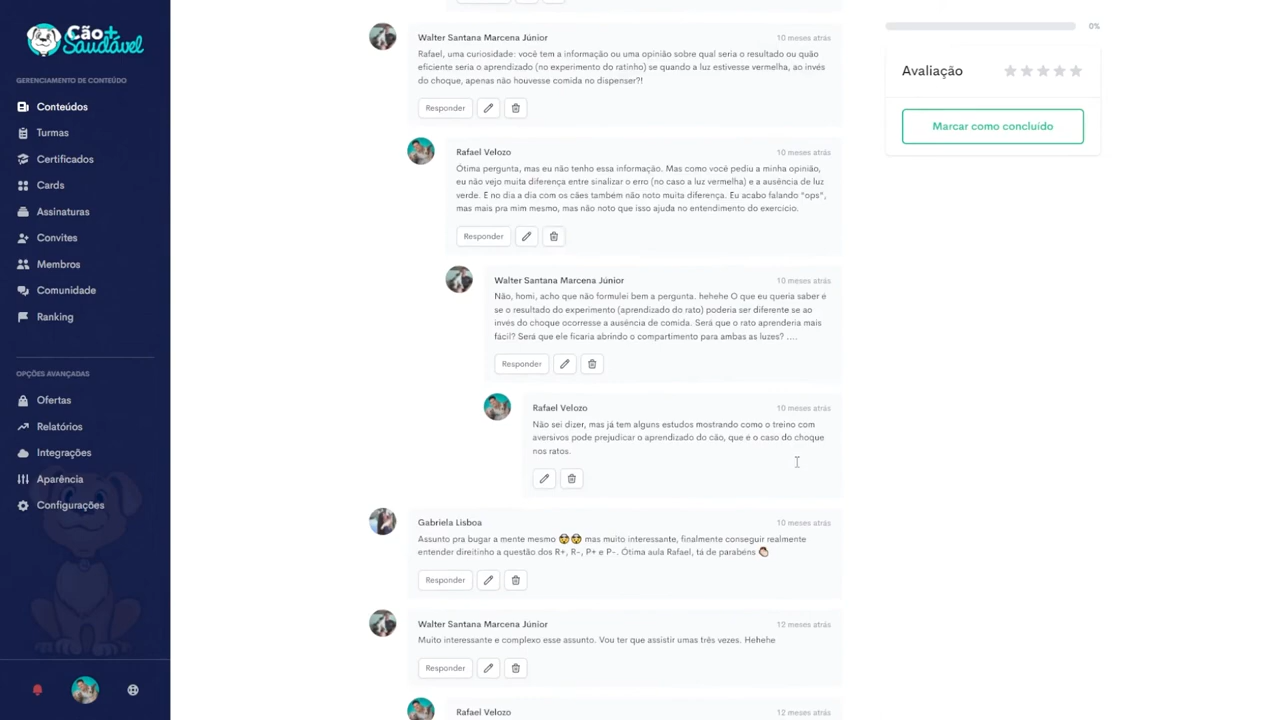 Cão+
Saudável
GERENCIAMENTO DE CONTEÚDO
Conteúdos
Turmas
Certificados
Cards
Assinaturas
Convites
Membros
Comunidade
Ranking
OPÇÕES AVANÇADAS
Ofertas
Relatórios
Integrações
Aparência
Configurações
Walter Santana Marcena Júnior
10 meses atrás
Rafael, uma curiosidade: você tem a informação ou uma opinião sobre qual seria o resultado ou quão
eficiente seria o aprendizado (no experimento do ratinho) se quando a luz estivesse vermelha, ao invés
do choque, apenas não houvesse comida no dispenser?!
Responder
Rafael Velozo
10 meses atrás
Ótima pergunta, mas eu não tenho essa informação. Mas como você pediu a minha opinião,
eu não vejo muita diferença entre sinalizar o erro (no caso a luz vermelha) e a ausência de luz
verde. E no dia a dia com os cães também não noto muita diferença. Eu acabo falando "ops",
mas mais pra mim mesmo, mas não noto que isso ajuda no entendimento do exercício.
Responder
Walter Santana Marcena Júnior
10 meses atrás
Não, homi, acho que não formulei bem a pergunta. hehehe O que eu queria saber é
se o resultado do experimento (aprendizado do rato) poderia ser diferente se ao
invés do choque ocorresse a ausência de comida. Será que o rato aprenderia mais
fácil? Será que ele ficaria abrindo o compartimento para ambas as luzes? ....
Responder
Rafael Velozo
10 meses atrás
Não sei dizer, mas já tem alguns estudos mostrando como o treino com
aversivos pode prejudicar o aprendizado do cão, que é o caso do choque
nos ratos.
Gabriela Lisboa
10 meses atrás
Assunto pra bugar a mente mesmo 🤯🤯 mas muito interessante, finalmente conseguir realmente
entender direitinho a questão dos R+, R-, P+ e P-. Ótima aula Rafael, tá de parabéns 👏🏻
Responder
Walter Santana Marcena Júnior
12 meses atrás
Muito interessante e complexo esse assunto. Vou ter que assistir umas três vezes. Hehehe
Responder
Rafael Velozo
12 meses atrás
0%
Avaliação
Marcar como concluído